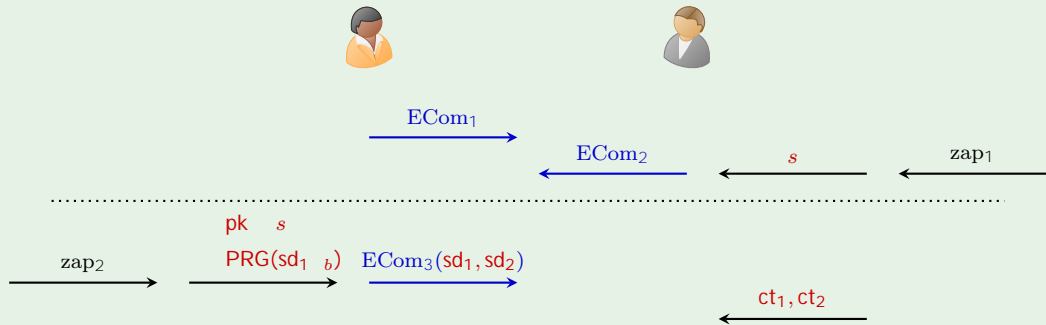 ECom₁
ECom₂ s zap₁
pk s
zap₂ PRG(sd₁ b) ECom₃(sd₁, sd₂)
ct₁, ct₂